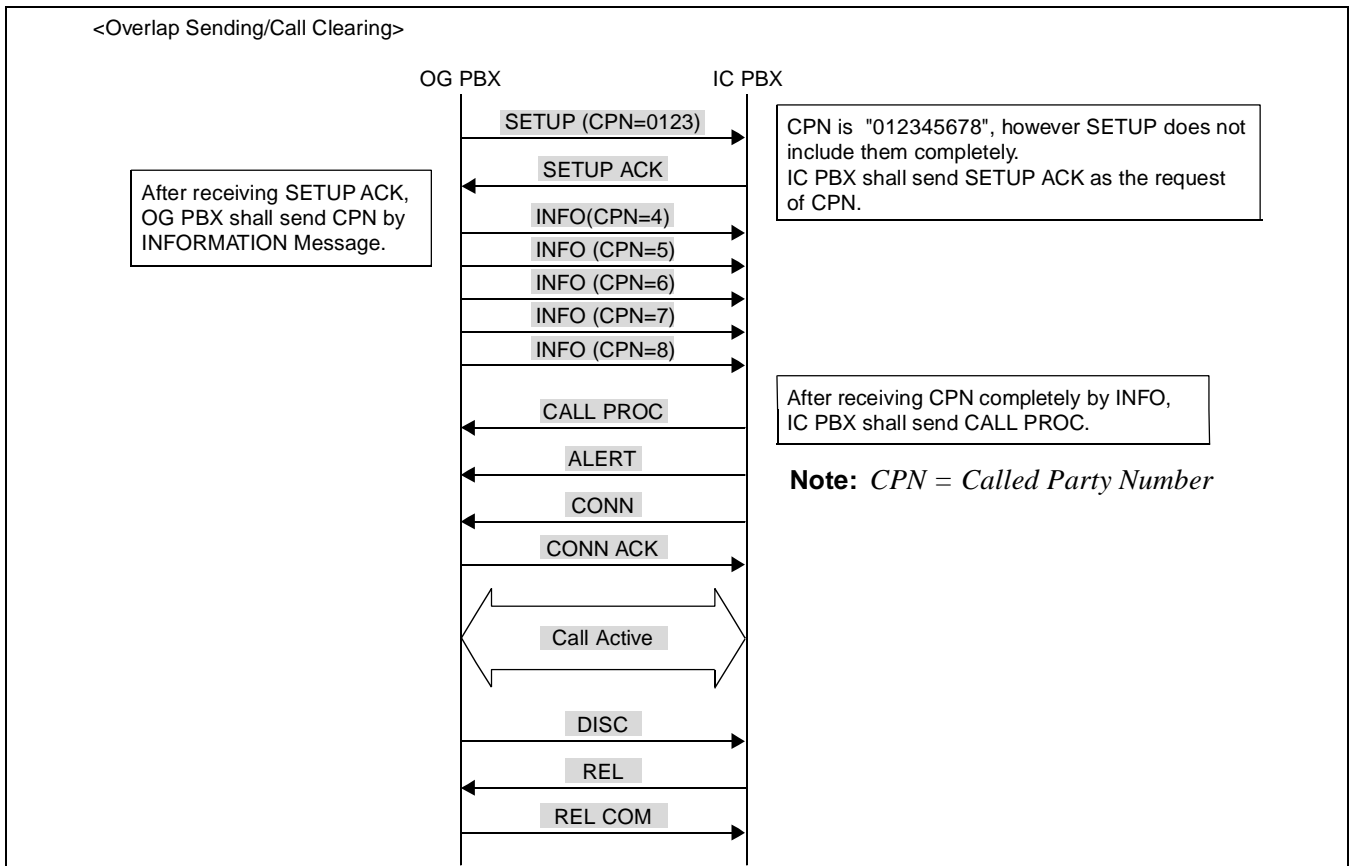 <Overlap Sending/Call Clearing>
OG PBX
IC PBX
SETUP (CPN=0123)
CPN is "012345678", however SETUP does not
include them completely.
IC PBX shall send SETUP ACK as the request
of CPN.
SETUP ACK
After receiving SETUP ACK,
OG PBX shall send CPN by
INFORMATION Message.
INFO(CPN=4)
INFO (CPN=5)
INFO (CPN=6)
INFO (CPN=7)
INFO (CPN=8)
After receiving CPN completely by INFO,
IC PBX shall send CALL PROC.
CALL PROC
ALERT
Note: CPN = Called Party Number
CONN
CONN ACK
Call Active
DISC
REL
REL COM